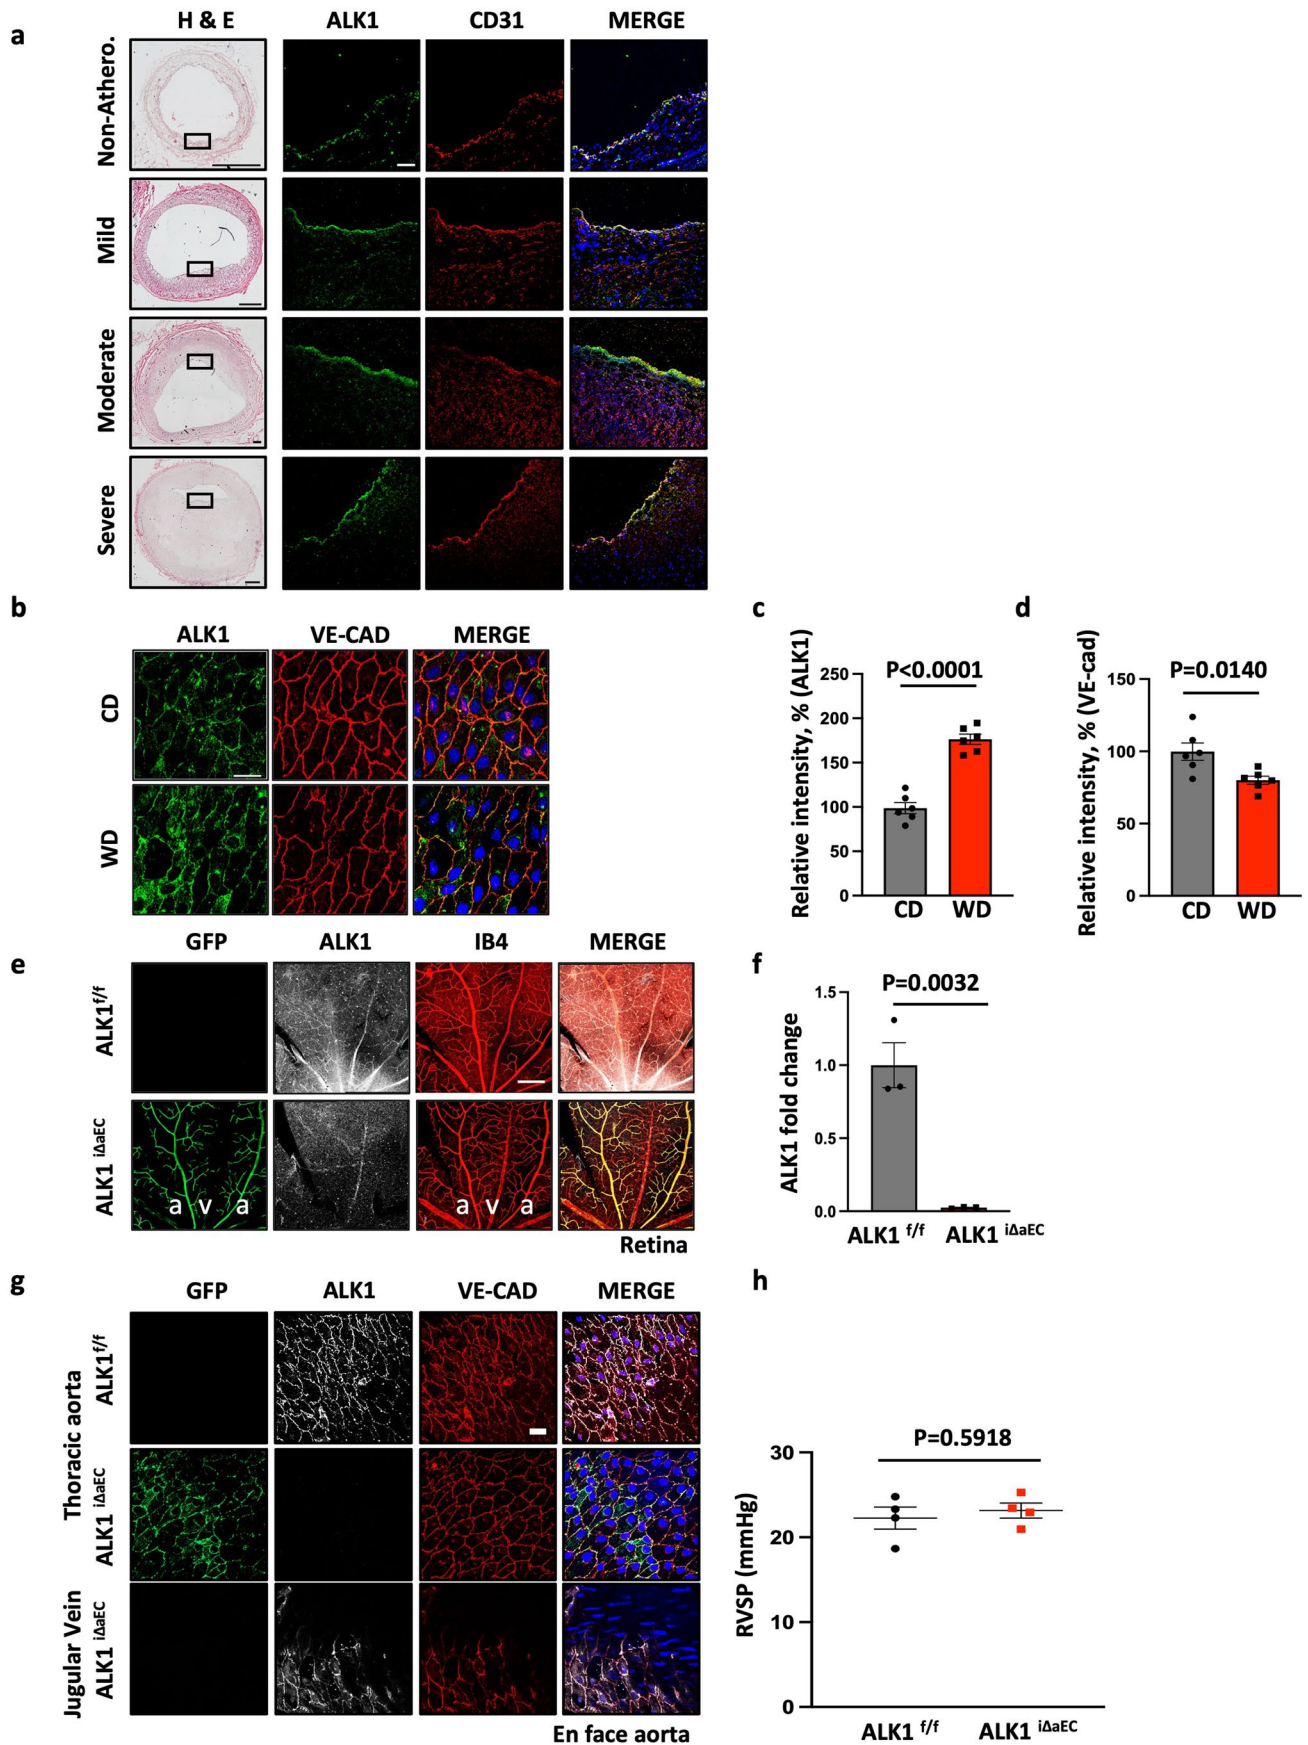 a
H & E ALK1 CD31 MERGE
Non-Athero.
Mild
Moderate
Severe
b
ALK1 VE-CAD MERGE
CD
WD
c
Relative intensity, % (ALK1)
P<0.0001
250
200
150
100
50
0
CD WD
d
Relative intensity, % (VE-cad)
P=0.0140
150
100
50
0
CD WD
e
GFP ALK1 IB4 MERGE
ALK1f/f
ALK1 iΔaEC
a v a
a v a
Retina
f
ALK1 fold change
P=0.0032
1.5
1.0
0.5
0.0
ALK1 f/f ALK1 iΔaEC
g
GFP ALK1 VE-CAD MERGE
Thoracic aorta
ALK1f/f
ALK1 iΔaEC
Jugular Vein
ALK1 iΔaEC
En face aorta
h
RVSP (mmHg)
P=0.5918
30
20
10
0
ALK1 f/f ALK1 iΔaEC